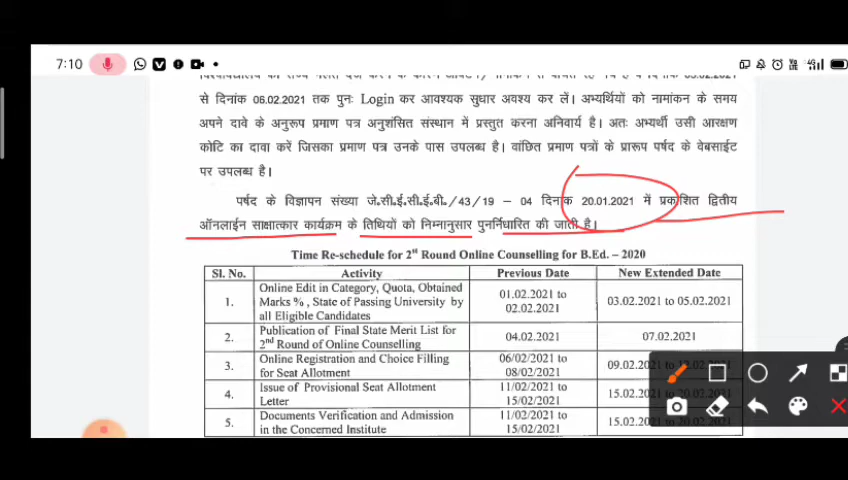 7:10
से दिनांक 06.02.2021 तक पुनः Login कर आवश्यक सुधार अवश्य कर लें। अभ्यर्थियों को नामांकन के समय
अपने दावे के अनुरूप प्रमाण पत्र अनुशंसित संस्थान में प्रस्तुत करना अनिवार्य है। अतः अभ्यर्थी उसी आरक्षण
कोटि का दावा करें जिसका प्रमाण पत्र उनके पास उपलब्ध है। वांछित प्रमाण पत्रों के प्रारूप पर्षद के वेबसाईट
पर उपलब्ध है।
पर्षद के विज्ञापन संख्या जे.सी.ई.सी.ई.बी./43/19 – 04 दिनांक 20.01.2021 में प्रकाशित द्वितीय
ऑनलाईन साक्षात्कार कार्यक्रम के तिथियों को निम्नानुसार पुनर्निधारित की जाती है।
Time Re-schedule for 2st Round Online Counselling for B.Ed. – 2020
Sl. No. Activity Previous Date New Extended Date
1. Online Edit in Category, Quota, Obtained Marks %, State of Passing University by all Eligible Candidates 01.02.2021 to 02.02.2021 03.02.2021 to 05.02.2021
2. Publication of Final State Merit List for 2nd Round of Online Counselling 04.02.2021 07.02.2021
3. Online Registration and Choice Filling for Seat Allotment 06/02/2021 to 08/02/2021 09.02.2021
4. Issue of Provisional Seat Allotment Letter 11/02/2021 to 15/02/2021 15.02.2021 to 20.02.2021
5. Documents Verification and Admission in the Concerned Institute 11/02/2021 to 15/02/2021 15.02.2021 to 20.02.2021